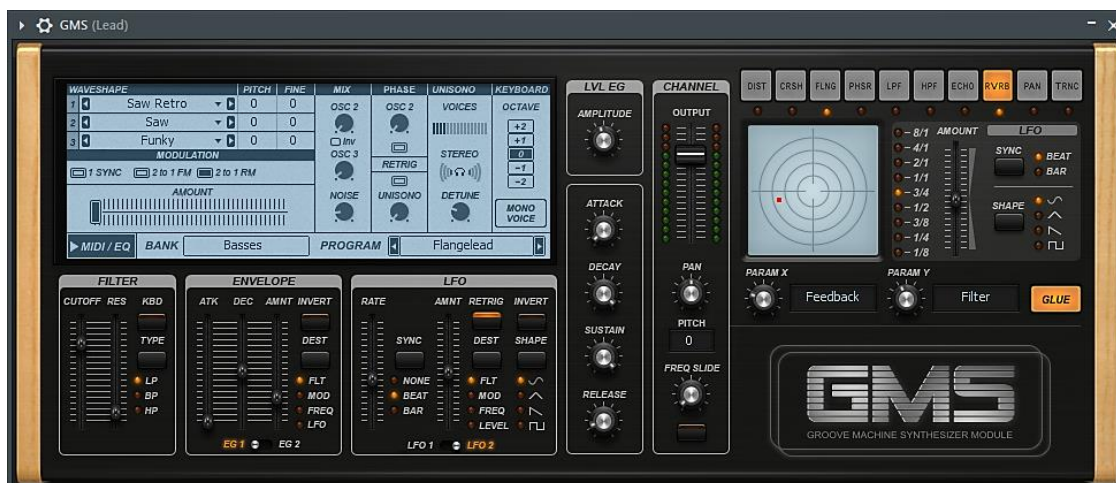 GMS (Lead)
WAVESHAPE PITCH FINE MIX PHASE UNISONO KEYBOARD
1 Saw Retro 0 0 OSC 2 OSC 2 VOICES OCTAVE
2 Saw 0 0
3 Funky 0 0
+2
+1
0
-1
-2
Inv
OSC 3
RETRIG
STEREO
MODULATION
1 SYNC 2 to 1 FM 2 to 1 RM
AMOUNT
NOISE UNISONO DETUNE
MONO
VOICE
MIDI / EQ BANK Basses PROGRAM Flangelead
FILTER
CUTOFF RES KBD
TYPE
LP
BP
HP
ENVELOPE
ATK DEC AMNT INVERT
DEST
FLT
MOD
FREQ
LFO
EG 1 EG 2
LFO
RATE AMNT RETRIG INVERT
SYNC DEST SHAPE
NONE FLT
BEAT MOD
BAR FREQ
LEVEL
LFO 1 LFO 2
LVL EG
AMPLITUDE
ATTACK
DECAY
SUSTAIN
RELEASE
CHANNEL
OUTPUT
PAN
PITCH
0
FREQ SLIDE
DIST CRSH FLNG PHSR LPF HPF ECHO RVRB PAN TRNC
8/1
4/1
2/1
1/1
3/4
1/2
3/8
1/4
1/8
AMOUNT
LFO
SYNC
BEAT
BAR
SHAPE
PARAM X
Feedback
PARAM Y
Filter
GLUE
GMS
GROOVE MACHINE SYNTHESIZER MODULE